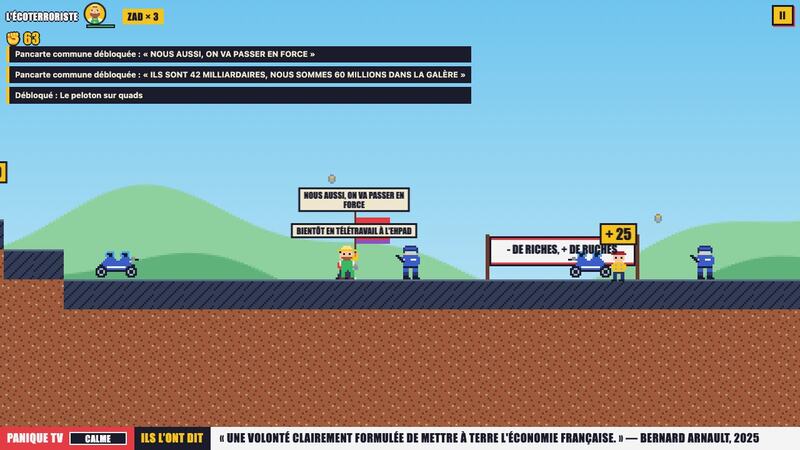 L'ÉCOTERRORISTE
ZAD × 3
63
Pancarte commune débloquée : « NOUS AUSSI, ON VA PASSER EN FORCE »
Pancarte commune débloquée : « ILS SONT 42 MILLIARDAIRES, NOUS SOMMES 60 MILLIONS DANS LA GALÈRE »
Débloqué : Le peloton sur quads
NOUS AUSSI, ON VA PASSER EN
FORCE
BIENTÔT EN TÉLÉTRAVAIL À L'EHPAD
+ 25
- DE RICHES, + DE RUCHES
PANIQUE TV
CALME
ILS L'ONT DIT
« UNE VOLONTÉ CLAIREMENT FORMULÉE DE METTRE À TERRE L'ÉCONOMIE FRANÇAISE. » — BERNARD ARNAULT, 2025